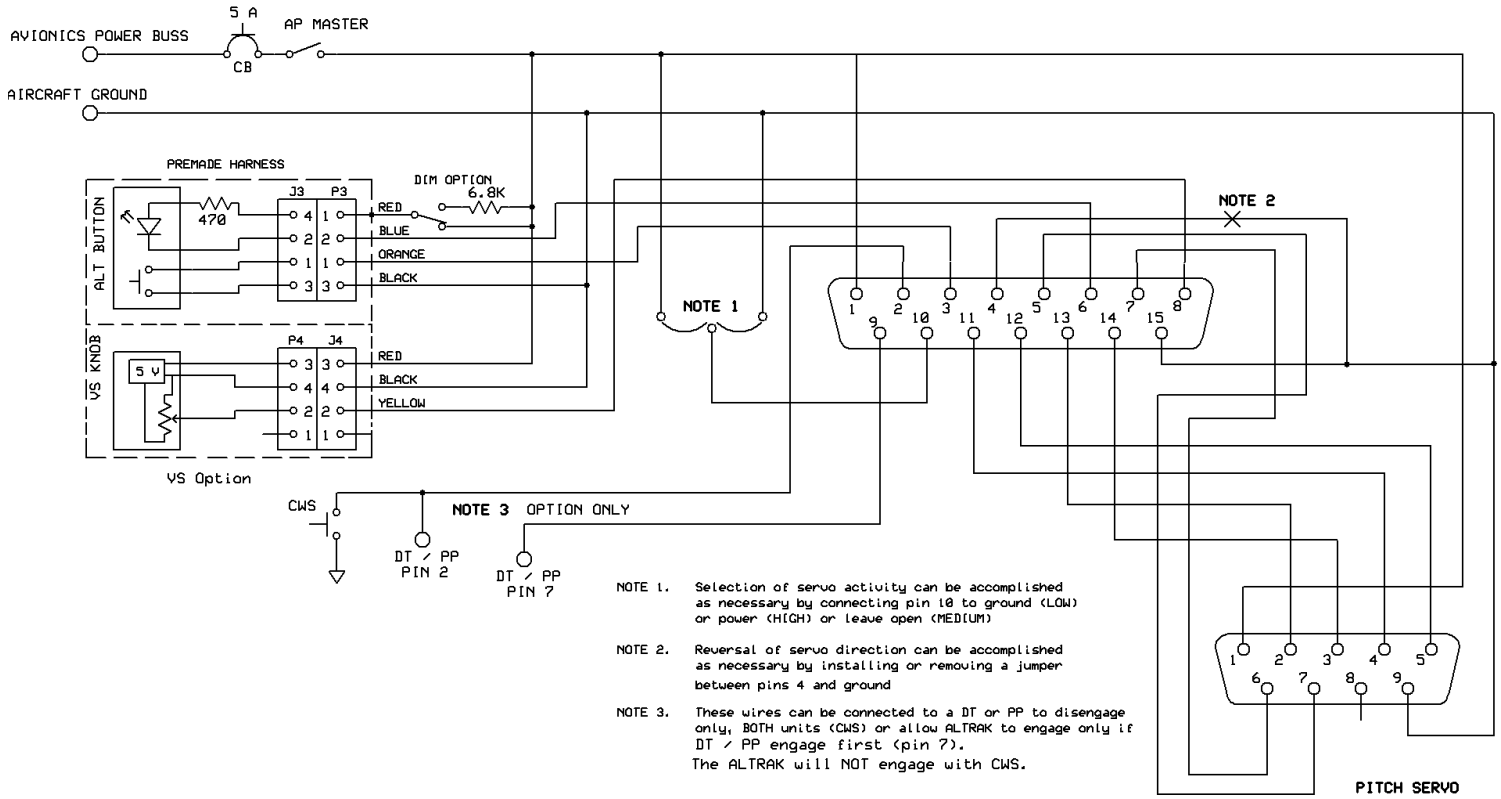 5 A
AP MASTER
AVIONICS POWER BUSS
CB
AIRCRAFT GROUND
PREMADE HARNESS
J3 P3
DIM OPTION
6.8K
ALT BUTTON
470
4 1 RED
2 2 BLUE
1 1 ORANGE
3 3 BLACK
NOTE 2
NOTE 1
1 2 3 4 5 6 7 8
9 10 11 12 13 14 15
VS KNOB
P4 J4
5 V
3 3 RED
4 4 BLACK
2 2 YELLOW
1 1
VS Option
CWS
NOTE 3 OPTION ONLY
DT / PP
PIN 2
DT / PP
PIN 7
NOTE 1. Selection of servo activity can be accomplished
as necessary by connecting pin 10 to ground (LOW)
or power (HIGH) or leave open (MEDIUM)
NOTE 2. Reversal of servo direction can be accomplished
as necessary by installing or removing a jumper
between pins 4 and ground
NOTE 3. These wires can be connected to a DT or PP to disengage
only, BOTH units (CWS) or allow ALTRAK to engage only if
DT / PP engage first (pin 7).
The ALTRAK will NOT engage with CWS.
1 2 3 4 5
6 7 8 9
PITCH SERVO